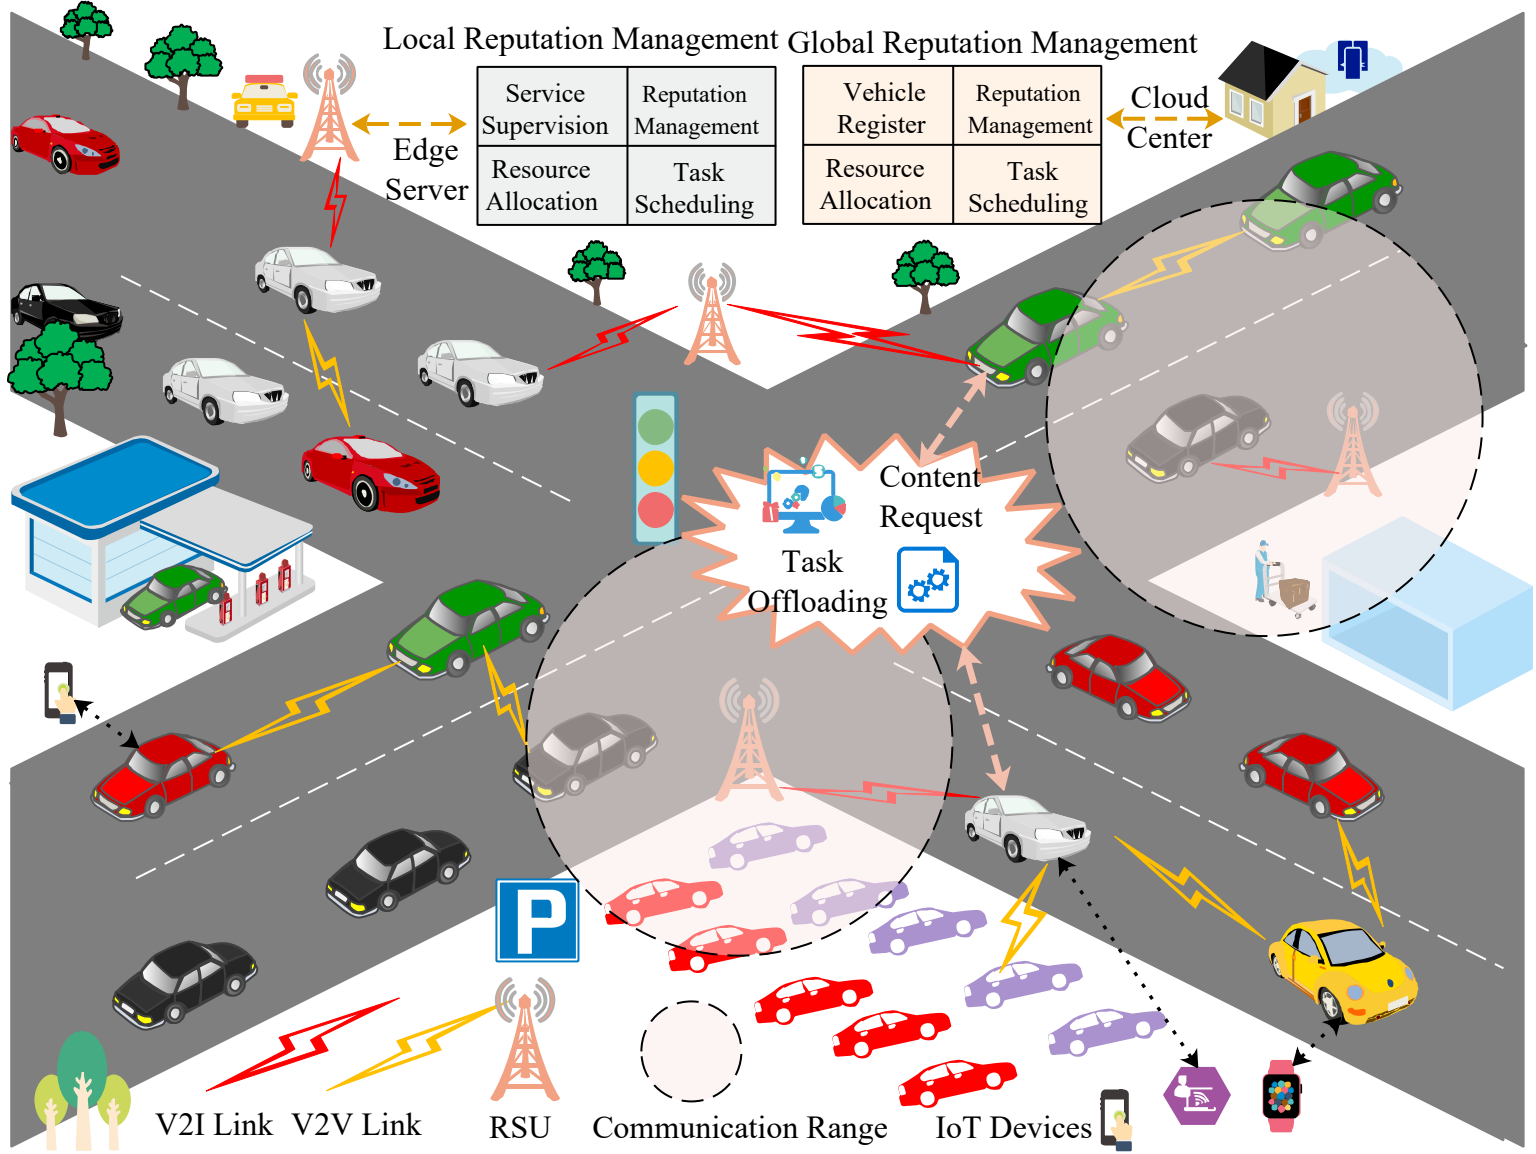 Local Reputation Management
Global Reputation Management
Service
Supervision
Reputation
Management
Resource
Allocation
Task
Scheduling
Vehicle
Register
Reputation
Management
Resource
Allocation
Task
Scheduling
Edge
Server
Cloud
Center
Content
Request
Task
Offloading
P
V2I Link
V2V Link
RSU
Communication Range
IoT Devices